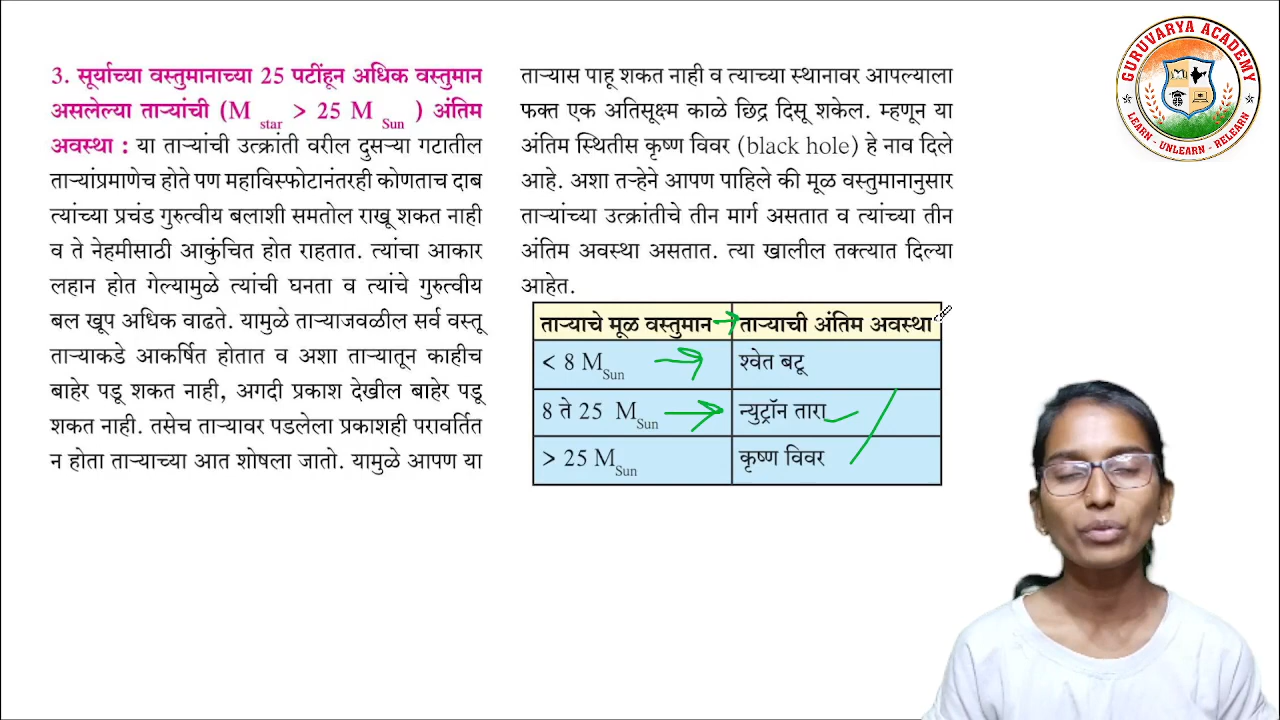 3. सूर्याच्या वस्तुमानाच्या 25 पटींहून अधिक वस्तुमान
असलेल्या ताऱ्यांची (M star > 25 M Sun ) अंतिम
अवस्था : या ताऱ्यांची उत्क्रांती वरील दुसऱ्या गटातील
ताऱ्यांप्रमाणेच होते पण महाविस्फोटानंतरही कोणताच दाब
त्यांच्या प्रचंड गुरुत्वीय बलाशी समतोल राखू शकत नाही
व ते नेहमीसाठी आकुंचित होत राहतात. त्यांचा आकार
लहान होत गेल्यामुळे त्यांची घनता व त्यांचे गुरुत्वीय
बल खूप अधिक वाढते. यामुळे ताऱ्याजवळील सर्व वस्तू
ताऱ्याकडे आकर्षित होतात व अशा ताऱ्यातून काहीच
बाहेर पडू शकत नाही, अगदी प्रकाश देखील बाहेर पडू
शकत नाही. तसेच ताऱ्यावर पडलेला प्रकाशही परावर्तित
न होता ताऱ्याच्या आत शोषला जातो. यामुळे आपण या
ताऱ्यास पाहू शकत नाही व त्याच्या स्थानावर आपल्याला
फक्त एक अतिसूक्ष्म काळे छिद्र दिसू शकेल. म्हणून या
अंतिम स्थितीस कृष्ण विवर (black hole) हे नाव दिले
आहे. अशा तऱ्हेने आपण पाहिले की मूळ वस्तुमानानुसार
ताऱ्यांच्या उत्क्रांतीचे तीन मार्ग असतात व त्यांच्या तीन
अंतिम अवस्था असतात. त्या खालील तक्त्यात दिल्या
आहेत.
ताऱ्याचे मूळ वस्तुमान ताऱ्याची अंतिम अवस्था
< 8 M Sun श्वेत बटू
8 ते 25 M Sun न्युट्रॉन तारा
> 25 M Sun कृष्ण विवर
GURUVARYA ACADEMY
LEARN - UNLEARN - RELEARN